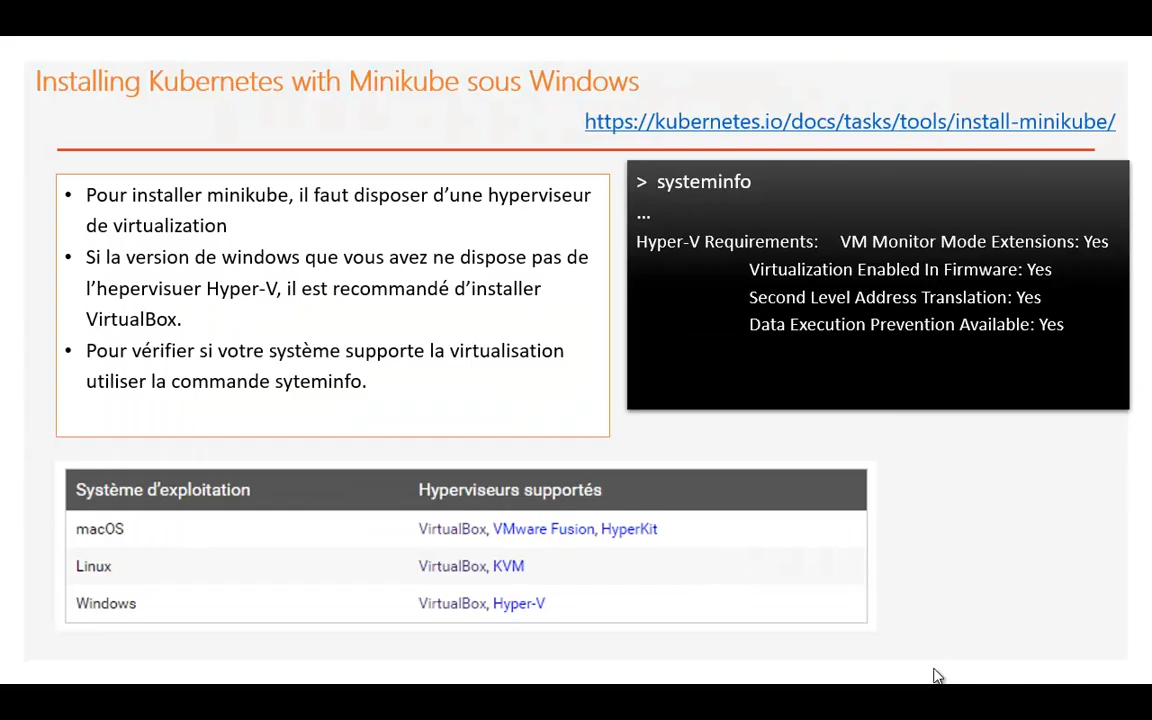 Installing Kubernetes with Minikube sous Windows
https://kubernetes.io/docs/tasks/tools/install-minikube/
• Pour installer minikube, il faut disposer d'une hyperviseur
de virtualization
• Si la version de windows que vous avez ne dispose pas de
l'hepervisuer Hyper-V, il est recommandé d'installer
VirtualBox.
• Pour vérifier si votre système supporte la virtualisation
utiliser la commande syteminfo.
> systeminfo
...
Hyper-V Requirements: VM Monitor Mode Extensions: Yes
Virtualization Enabled In Firmware: Yes
Second Level Address Translation: Yes
Data Execution Prevention Available: Yes
Système d'exploitation Hyperviseurs supportés
macOS VirtualBox, VMware Fusion, HyperKit
Linux VirtualBox, KVM
Windows VirtualBox, Hyper-V